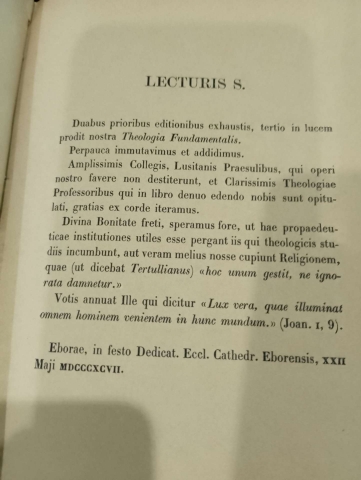 LECTURIS S.
Duabus prioribus editionibus exhaustis, tertio in lucem
prodit nostra Theologia Fundamentalis.
Perpauca immutavimus et addidimus.
Amplissimis Collegis, Lusitanis Praesulibus, qui operi
nostro favere non destiterunt, et Clarissimis Theologiae
Professoribus qui in libro denuo edendo nobis sunt opitu-
lati, gratias ex corde iteramus.
Divina Bonitate freti, speramus fore, ut hae propaedeu-
ticae institutiones utiles esse pergant iis qui theologicis stu-
diis incumbunt, aut veram melius nosse cupiunt Religionem,
quae (ut dicebat Tertullianus) «hoc unum gestit, ne igno-
rata damnetur.»
Votis annuat Ille qui dicitur «Lux vera, quae illuminat
omnem hominem venientem in hunc mundum.» (Joan. I, 9).
Eborae, in festo Dedicat. Eccl. Cathedr. Eborensis, XXII
Maji MDCCCXCVII.